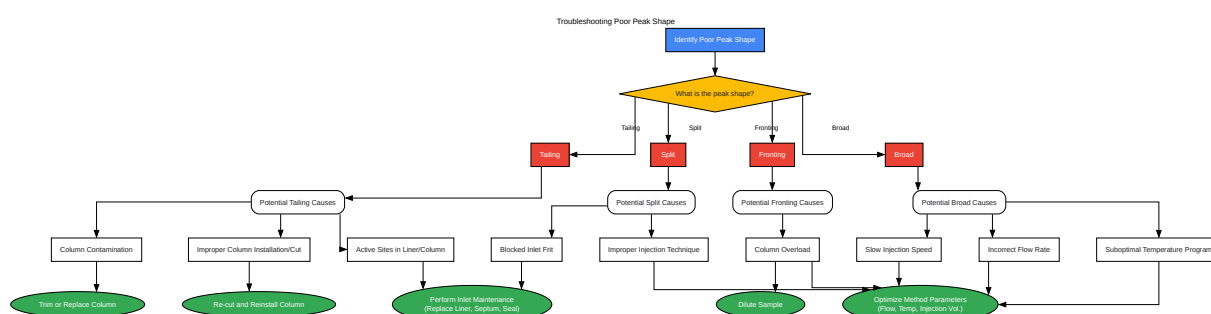 Troubleshooting Poor Peak Shape
Identify Poor Peak Shape
What is the peak shape?
Tailing
Split
Fronting
Broad
Tailing
Split
Fronting
Broad
Potential Tailing Causes
Potential Split Causes
Potential Fronting Causes
Potential Broad Causes
Column Contamination
Improper Column Installation/Cut
Active Sites in Liner/Column
Blocked Inlet Frit
Improper Injection Technique
Column Overload
Slow Injection Speed
Incorrect Flow Rate
Suboptimal Temperature Program
Trim or Replace Column
Re-cut and Reinstall Column
Perform Inlet Maintenance
(Replace Liner, Septum, Seal)
Dilute Sample
Optimize Method Parameters
(Flow, Temp, Injection Vol.)